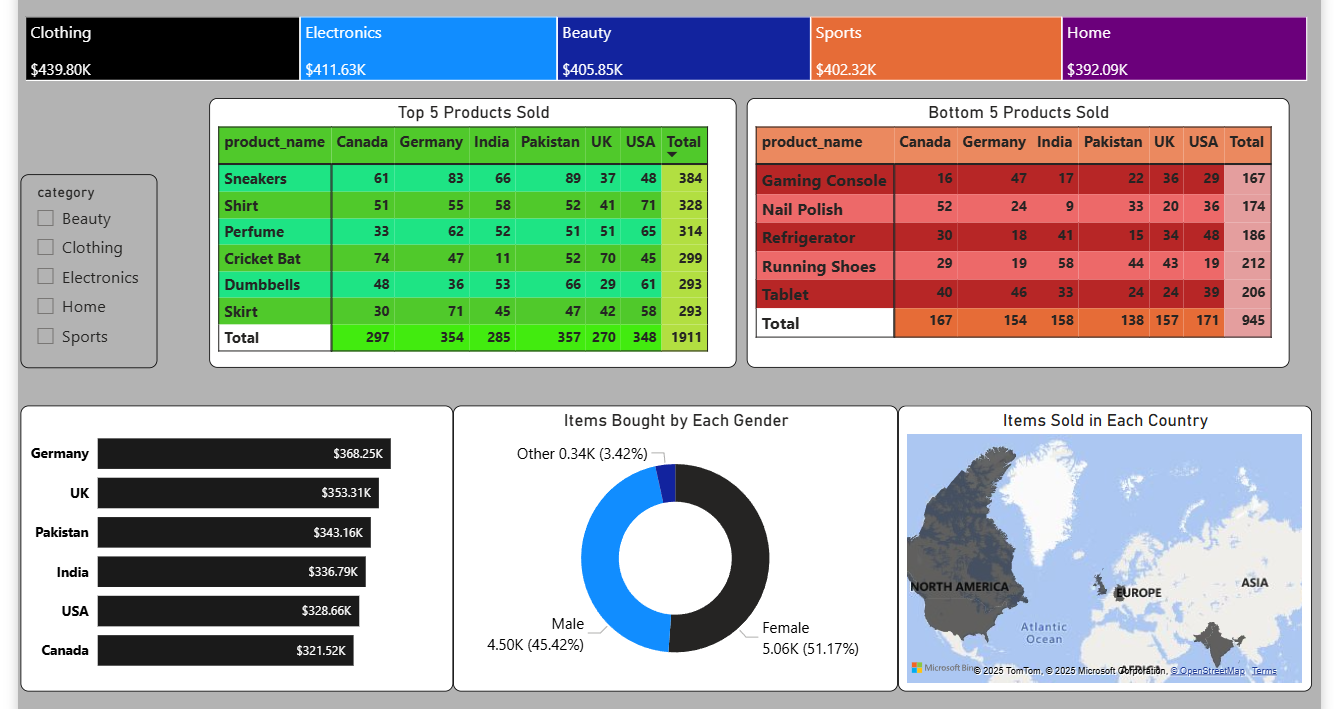 Clothing Electronics Beauty Sports Home
$439.80K $411.63K $405.85K $402.32K $392.09K
category
Beauty
Clothing
Electronics
Home
Sports
Top 5 Products Sold
product_name Canada Germany India Pakistan UK USA Total
Sneakers 61 83 66 89 37 48 384
Shirt 51 55 58 52 41 71 328
Perfume 33 62 52 51 51 65 314
Cricket Bat 74 47 11 52 70 45 299
Dumbbells 48 36 53 66 29 61 293
Skirt 30 71 45 47 42 58 293
Total 297 354 285 357 270 348 1911
Bottom 5 Products Sold
product_name Canada Germany India Pakistan UK USA Total
Gaming Console 16 47 17 22 36 29 167
Nail Polish 52 24 9 33 20 36 174
Refrigerator 30 18 41 15 34 48 186
Running Shoes 29 19 58 44 43 19 212
Tablet 40 46 33 24 24 39 206
Total 167 154 158 138 157 171 945
Germany $368.25K
UK $353.31K
Pakistan $343.16K
India $336.79K
USA $328.66K
Canada $321.52K
Items Bought by Each Gender
Other 0.34K (3.42%)
Male
4.50K (45.42%)
Female
5.06K (51.17%)
Items Sold in Each Country
NORTH AMERICA
EUROPE
ASIA
Atlantic
Ocean
AFRICA
Microsoft Bing
© 2025 TomTom, © 2025 Microsoft Corporation, © OpenStreetMap Terms